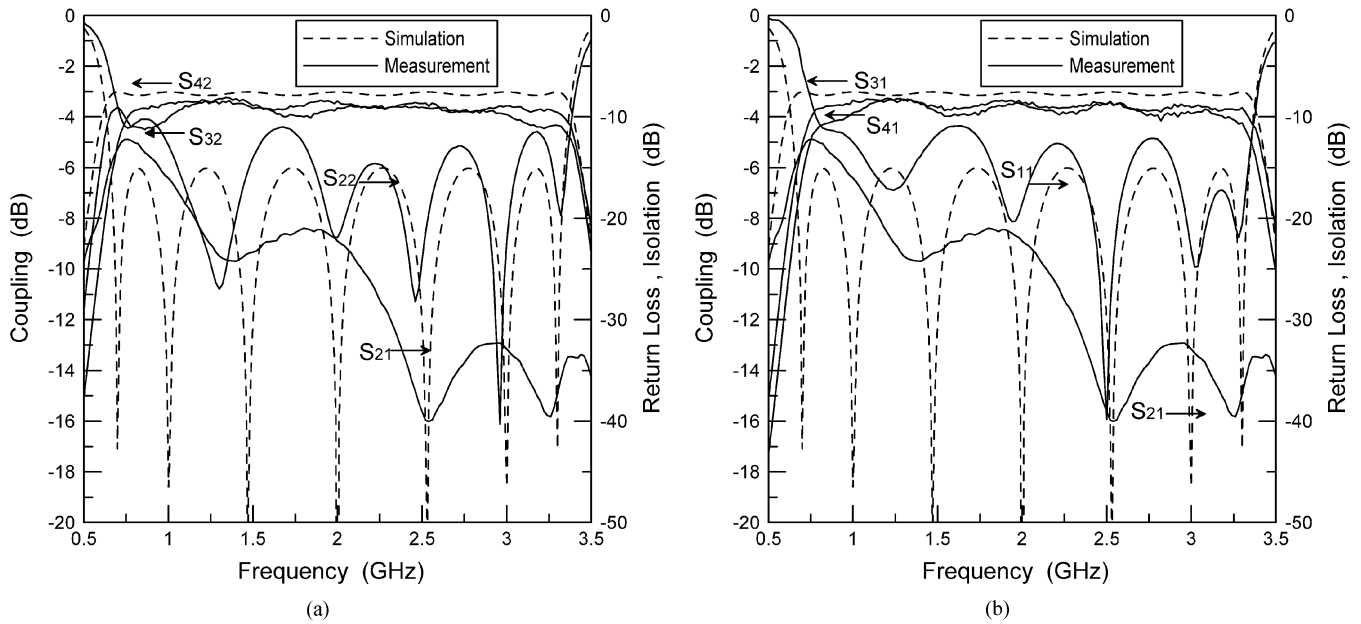 0
-2
-4
-6
-8
-10
-12
-14
-16
-18
-20
Coupling (dB)
Simulation
Measurement
S42
S32
S22
S21
0
-10
-20
-30
-40
-50
Return Loss , Isolation (dB)
0.5
1
1.5
2
2.5
3
3.5
Frequency (GHz)
(a)
0
-2
-4
-6
-8
-10
-12
-14
-16
-18
-20
Coupling (dB)
Simulation
Measurement
S31
S41
S11
S21
0
-10
-20
-30
-40
-50
Return Loss , Isolation (dB)
0.5
1
1.5
2
2.5
3
3.5
Frequency (GHz)
(b)